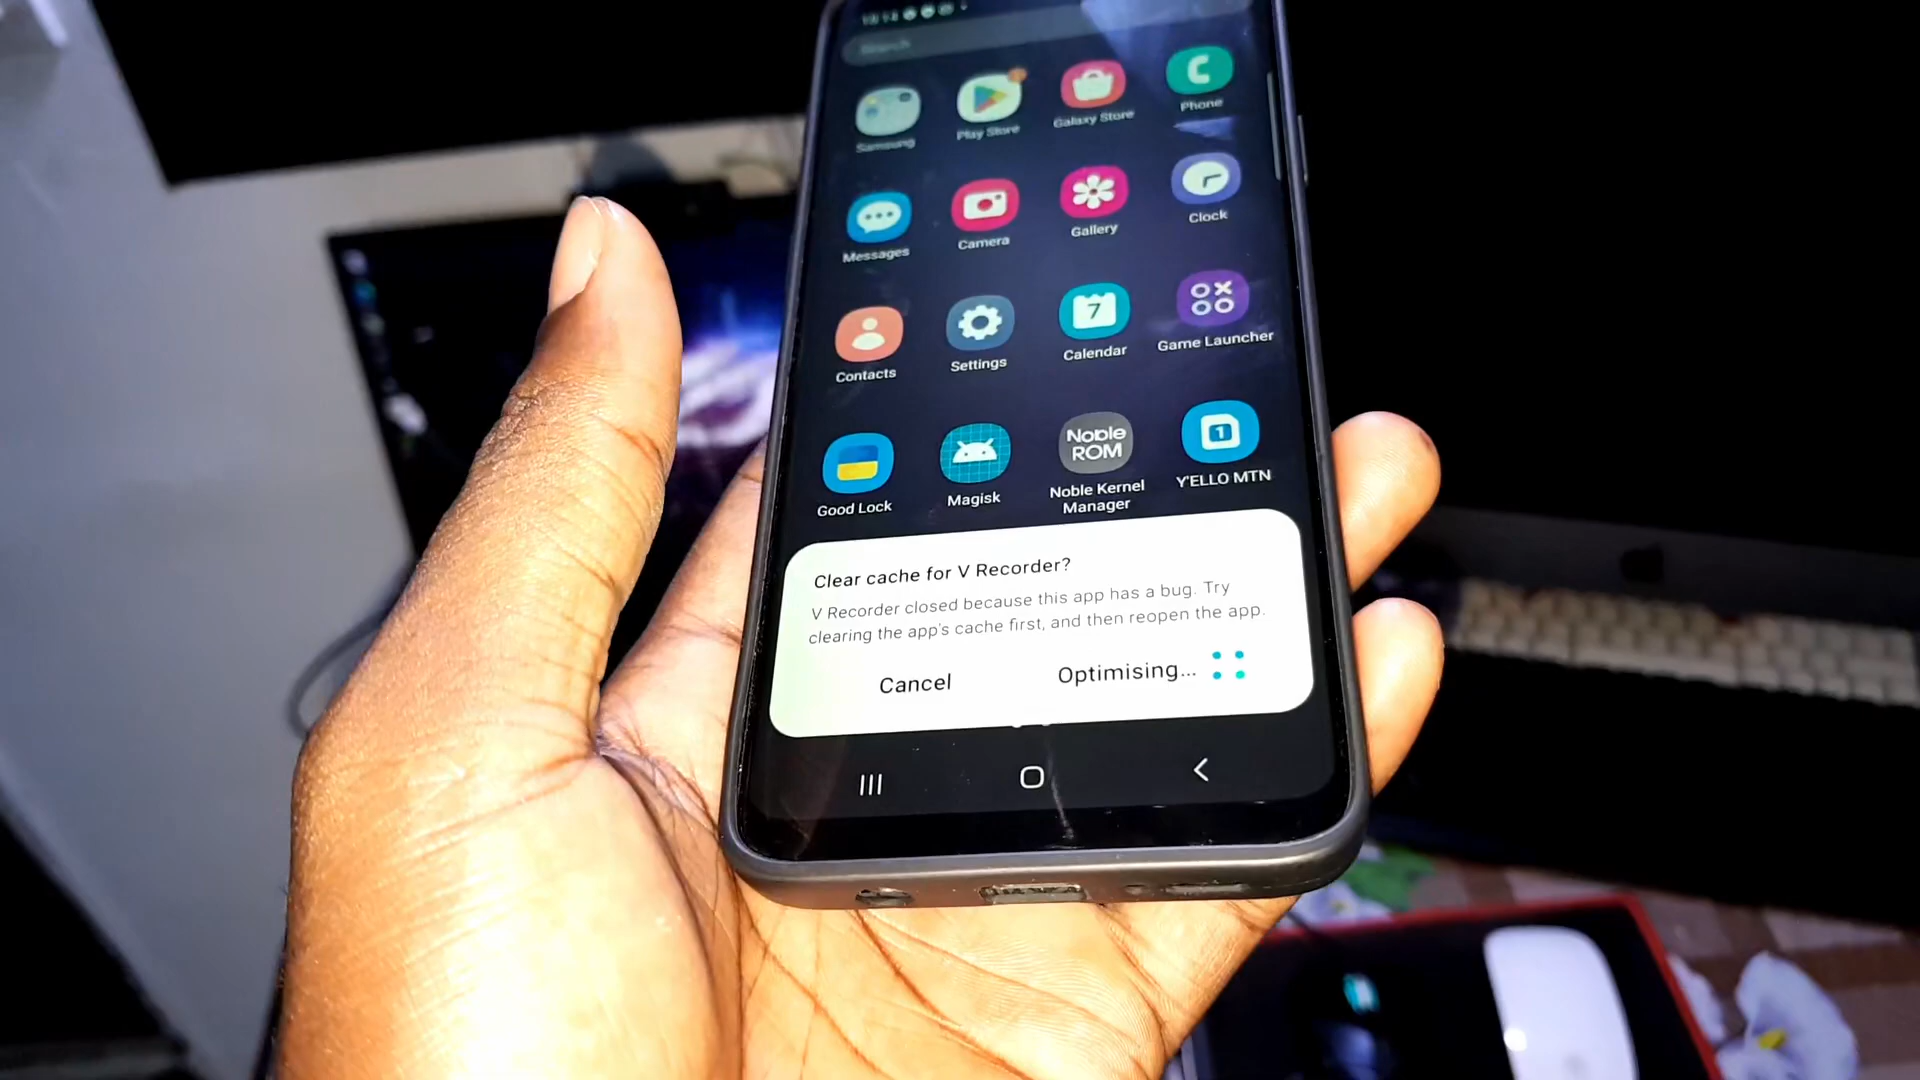 Search
Samsung
Play Store
Galaxy Store
Phone
Messages
Camera
Gallery
Clock
7
Contacts
Settings
Calendar
Game Launcher
Noble
ROM
1
Good Lock
Magisk
Noble Kernel
Manager
Y'ELLO MTN
Clear cache for V Recorder?
V Recorder closed because this app has a bug. Try
clearing the app's cache first, and then reopen the app.
Cancel
Optimising...